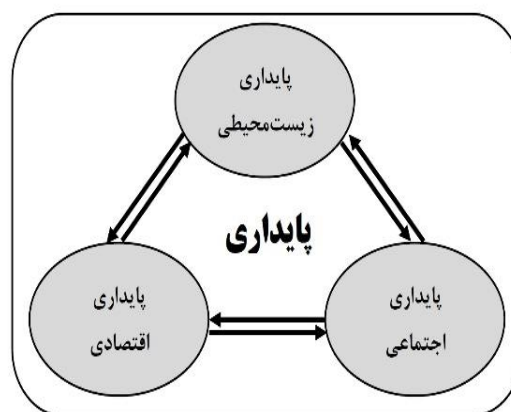 پایداری
زیست‌محیطی
پایداری
پایداری
اجتماعی
پایداری
اقتصادی